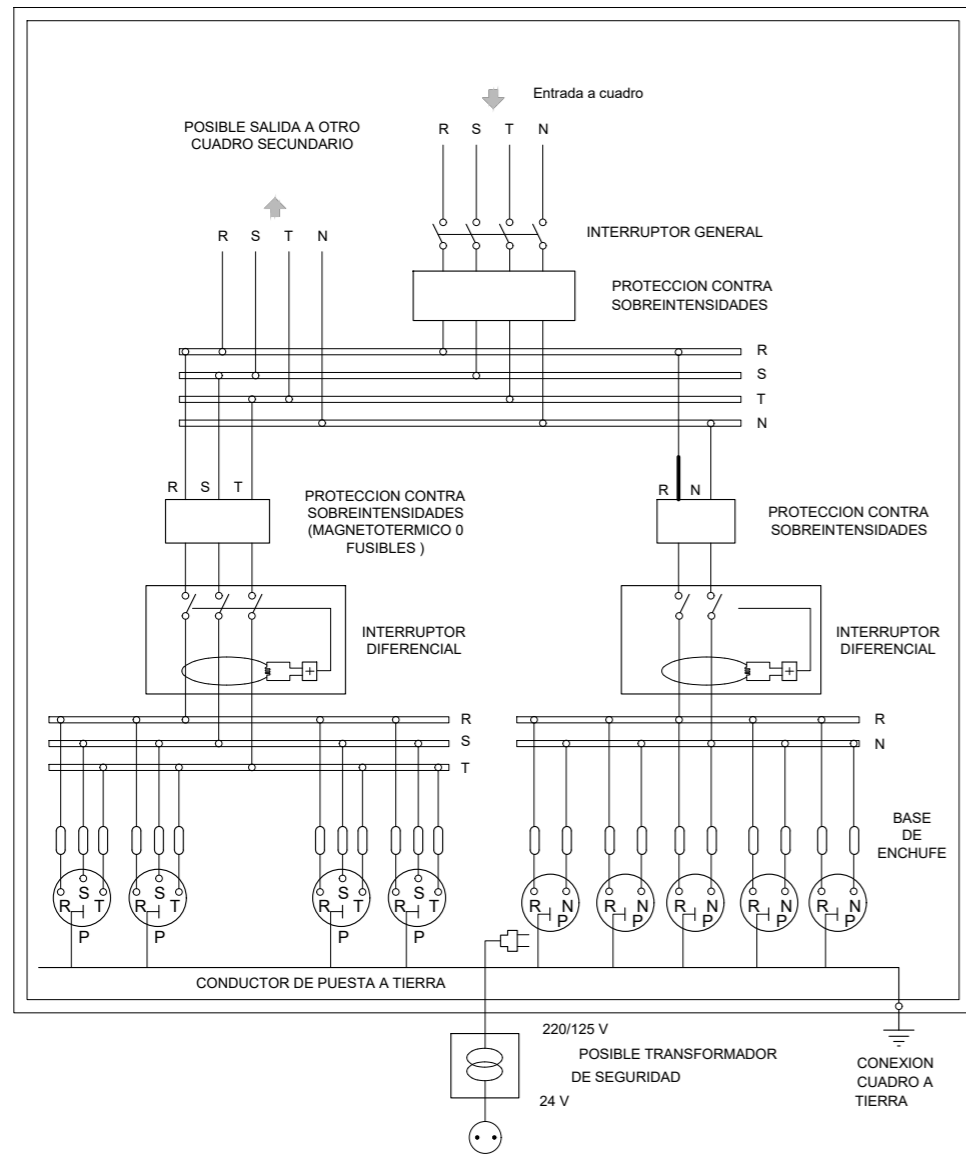 Entrada a cuadro
POSIBLE SALIDA A OTRO
CUADRO SECUNDARIO
R S T N
R S T N
INTERRUPTOR GENERAL
PROTECCION CONTRA
SOBREINTENSIDADES
R
S
T
N
R S T
PROTECCION CONTRA
SOBREINTENSIDADES
(MAGNETOTERMICO 0
FUSIBLES )
R N
PROTECCION CONTRA
SOBREINTENSIDADES
INTERRUPTOR
DIFERENCIAL
INTERRUPTOR
DIFERENCIAL
R
S
T
R
N
BASE
DE
ENCHUFE
R S T
P
R S T
P
R S T
P
R S T
P
R N
P
R N
P
R N
P
R N
P
R N
P
CONDUCTOR DE PUESTA A TIERRA
220/125 V
POSIBLE TRANSFORMADOR
DE SEGURIDAD
24 V
CONEXION
CUADRO A
TIERRA